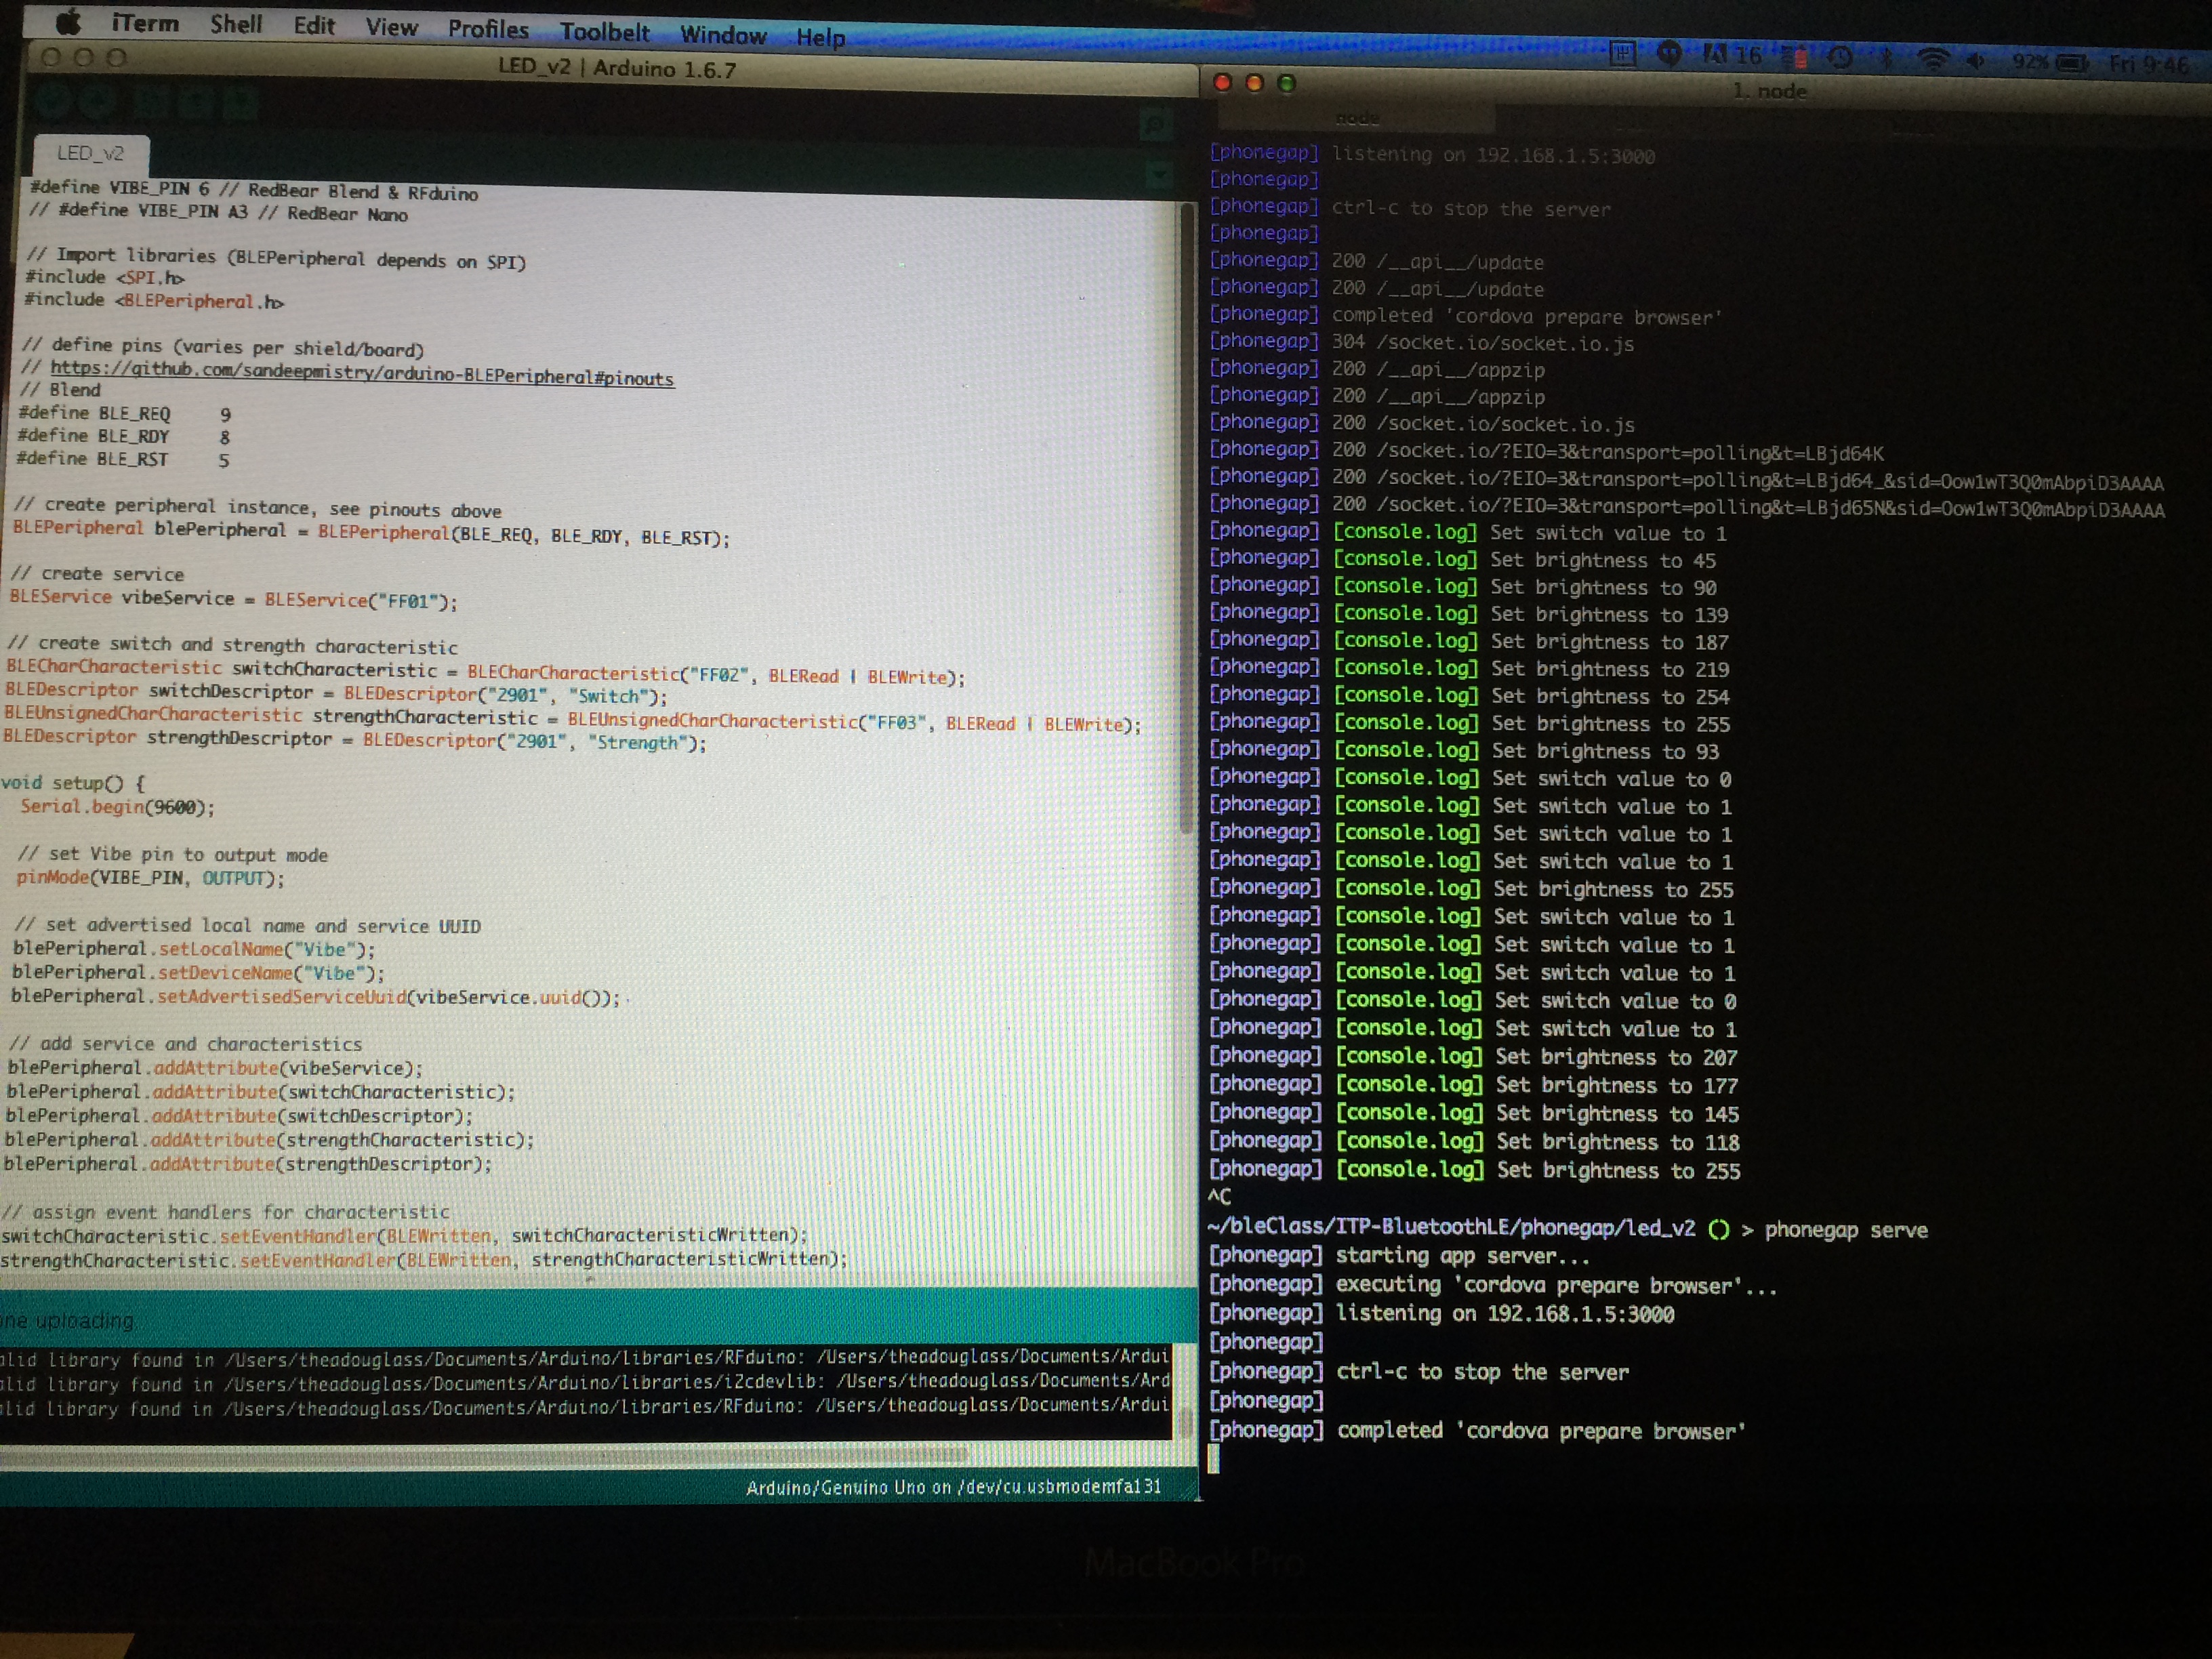 iTerm Shell Edit View Profiles Toolbelt Window Help
16 92% Fri 9:46
LED_v2 | Arduino 1.6.7
LED_v2
#define VIBE_PIN 6 // RedBear Blend & RFduino
// #define VIBE_PIN A3 // RedBear Nano
// Import libraries (BLEPeripheral depends on SPI)
#include <SPI.h>
#include <BLEPeripheral.h>
// define pins (varies per shield/board)
// https://github.com/sandeepmistry/arduino-BLEPeripheral#pinouts
// Blend
#define BLE_REQ 9
#define BLE_RDY 8
#define BLE_RST 5
// create peripheral instance, see pinouts above
BLEPeripheral blePeripheral = BLEPeripheral(BLE_REQ, BLE_RDY, BLE_RST);
// create service
BLEService vibeService = BLEService("FF01");
// create switch and strength characteristic
BLECharCharacteristic switchCharacteristic = BLECharCharacteristic("FF02", BLERead | BLEWrite);
BLEDescriptor switchDescriptor = BLEDescriptor("2901", "Switch");
BLEUnsignedCharCharacteristic strengthCharacteristic = BLEUnsignedCharCharacteristic("FF03", BLERead | BLEWrite);
BLEDescriptor strengthDescriptor = BLEDescriptor("2901", "Strength");
void setup() {
Serial.begin(9600);
// set Vibe pin to output mode
pinMode(VIBE_PIN, OUTPUT);
// set advertised local name and service UUID
blePeripheral.setLocalName("Vibe");
blePeripheral.setDeviceName("Vibe");
blePeripheral.setAdvertisedServiceUuid(vibeService.uuid());
// add service and characteristics
blePeripheral.addAttribute(vibeService);
blePeripheral.addAttribute(switchCharacteristic);
blePeripheral.addAttribute(switchDescriptor);
blePeripheral.addAttribute(strengthCharacteristic);
blePeripheral.addAttribute(strengthDescriptor);
// assign event handlers for characteristic
switchCharacteristic.setEventHandler(BLEWritten, switchCharacteristicWritten);
strengthCharacteristic.setEventHandler(BLEWritten, strengthCharacteristicWritten);
ne uploading.
alid library found in /Users/theadouglass/Documents/Arduino/libraries/RFduino: /Users/theadouglass/Documents/Ardui
alid library found in /Users/theadouglass/Documents/Arduino/libraries/i2cdevlib: /Users/theadouglass/Documents/Ard
alid library found in /Users/theadouglass/Documents/Arduino/libraries/RFduino: /Users/theadouglass/Documents/Ardui
Arduino/Genuino Uno on /dev/cu.usbmodemfa131
1. node
node
[phonegap] listening on 192.168.1.5:3000
[phonegap]
[phonegap] ctrl-c to stop the server
[phonegap]
[phonegap] 200 /__api__/update
[phonegap] 200 /__api__/update
[phonegap] completed 'cordova prepare browser'
[phonegap] 304 /socket.io/socket.io.js
[phonegap] 200 /__api__/appzip
[phonegap] 200 /__api__/appzip
[phonegap] 200 /socket.io/socket.io.js
[phonegap] 200 /socket.io/?EIO=3&transport=polling&t=LBjd64K
[phonegap] 200 /socket.io/?EIO=3&transport=polling&t=LBjd64_&sid=Oow1wT3Q0mAbpiD3AAAA
[phonegap] 200 /socket.io/?EIO=3&transport=polling&t=LBjd65N&sid=Oow1wT3Q0mAbpiD3AAAA
[phonegap] [console.log] Set switch value to 1
[phonegap] [console.log] Set brightness to 45
[phonegap] [console.log] Set brightness to 90
[phonegap] [console.log] Set brightness to 139
[phonegap] [console.log] Set brightness to 187
[phonegap] [console.log] Set brightness to 219
[phonegap] [console.log] Set brightness to 254
[phonegap] [console.log] Set brightness to 255
[phonegap] [console.log] Set brightness to 93
[phonegap] [console.log] Set switch value to 0
[phonegap] [console.log] Set switch value to 1
[phonegap] [console.log] Set switch value to 1
[phonegap] [console.log] Set switch value to 1
[phonegap] [console.log] Set brightness to 255
[phonegap] [console.log] Set switch value to 1
[phonegap] [console.log] Set switch value to 1
[phonegap] [console.log] Set switch value to 1
[phonegap] [console.log] Set switch value to 0
[phonegap] [console.log] Set switch value to 1
[phonegap] [console.log] Set brightness to 207
[phonegap] [console.log] Set brightness to 177
[phonegap] [console.log] Set brightness to 145
[phonegap] [console.log] Set brightness to 118
[phonegap] [console.log] Set brightness to 255
^C
~/bleClass/ITP-BluetoothLE/phonegap/led_v2 () > phonegap serve
[phonegap] starting app server...
[phonegap] executing 'cordova prepare browser'...
[phonegap] listening on 192.168.1.5:3000
[phonegap]
[phonegap] ctrl-c to stop the server
[phonegap]
[phonegap] completed 'cordova prepare browser'
MacBook Pro